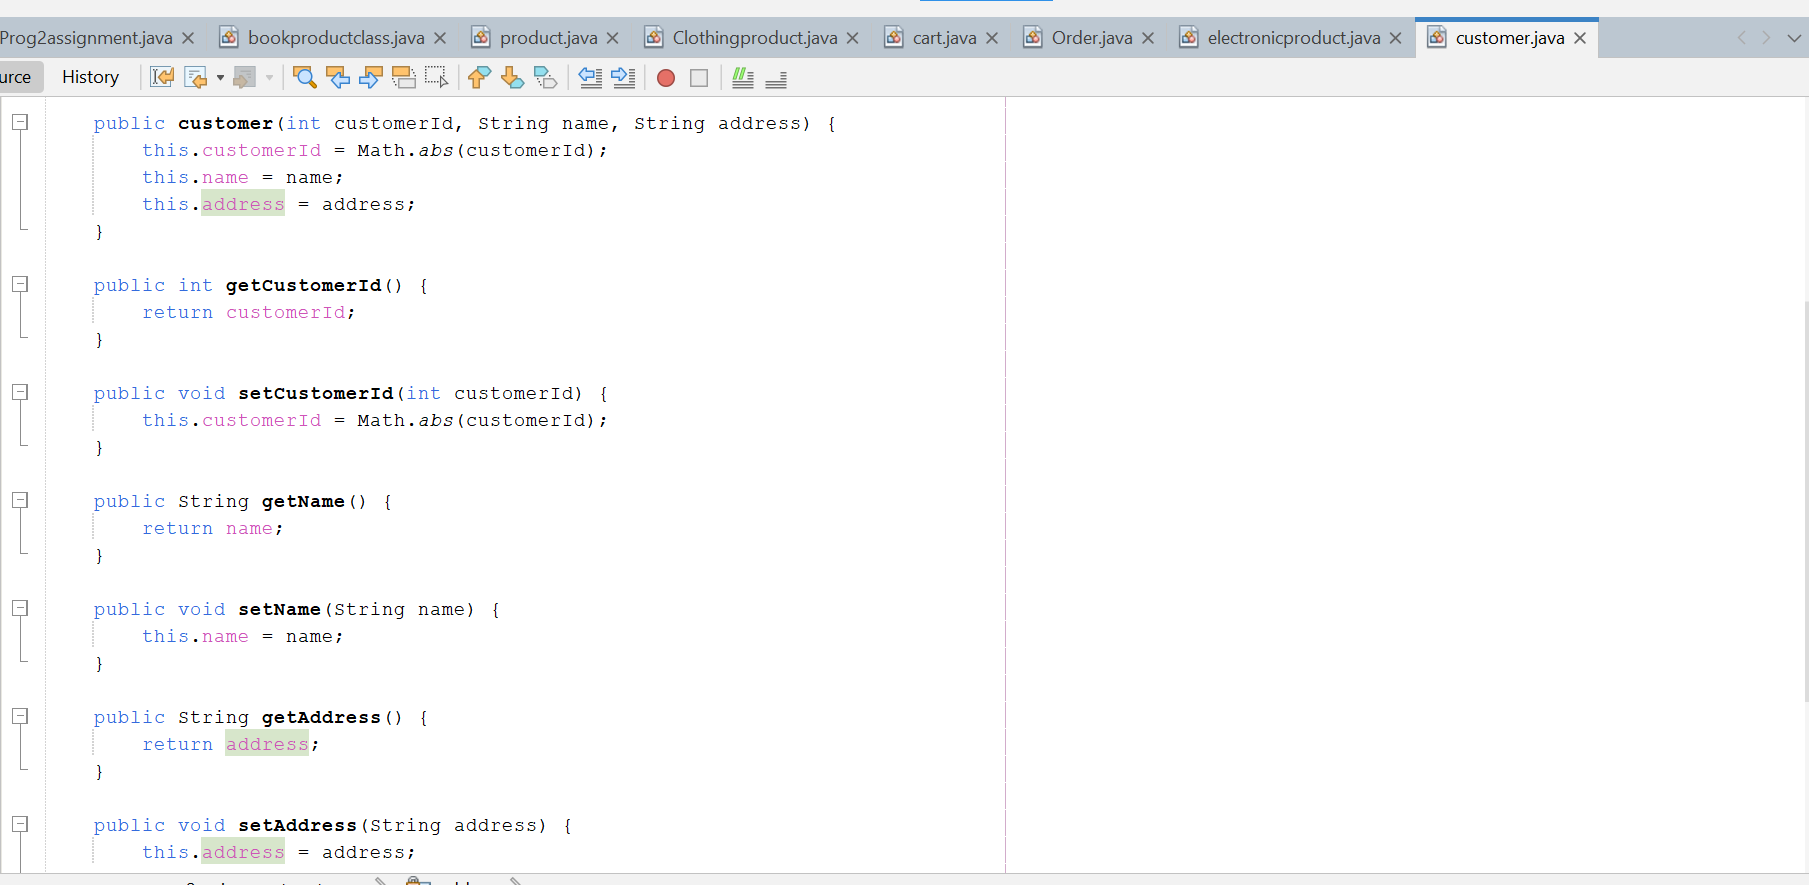 Prog2assignment.java bookproductclass.java product.java Clothingproduct.java cart.java Order.java electronicproduct.java customer.java
urce History
public customer(int customerId, String name, String address) {
this.customerId = Math.abs(customerId);
this.name = name;
this.address = address;
}
public int getCustomerId() {
return customerId;
}
public void setCustomerId(int customerId) {
this.customerId = Math.abs(customerId);
}
public String getName() {
return name;
}
public void setName(String name) {
this.name = name;
}
public String getAddress() {
return address;
}
public void setAddress(String address) {
this.address = address;